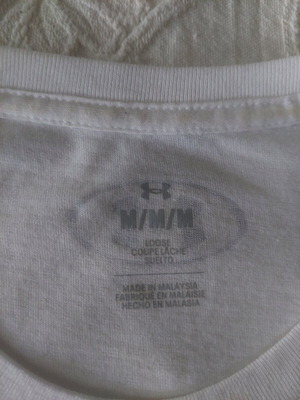 M/M/M
LOOSE
COUPE LÂCHE
SUELTO
MADE IN MALAYSIA
FABRIQUÉ EN MALAISIE
HECHO EN MALASIA